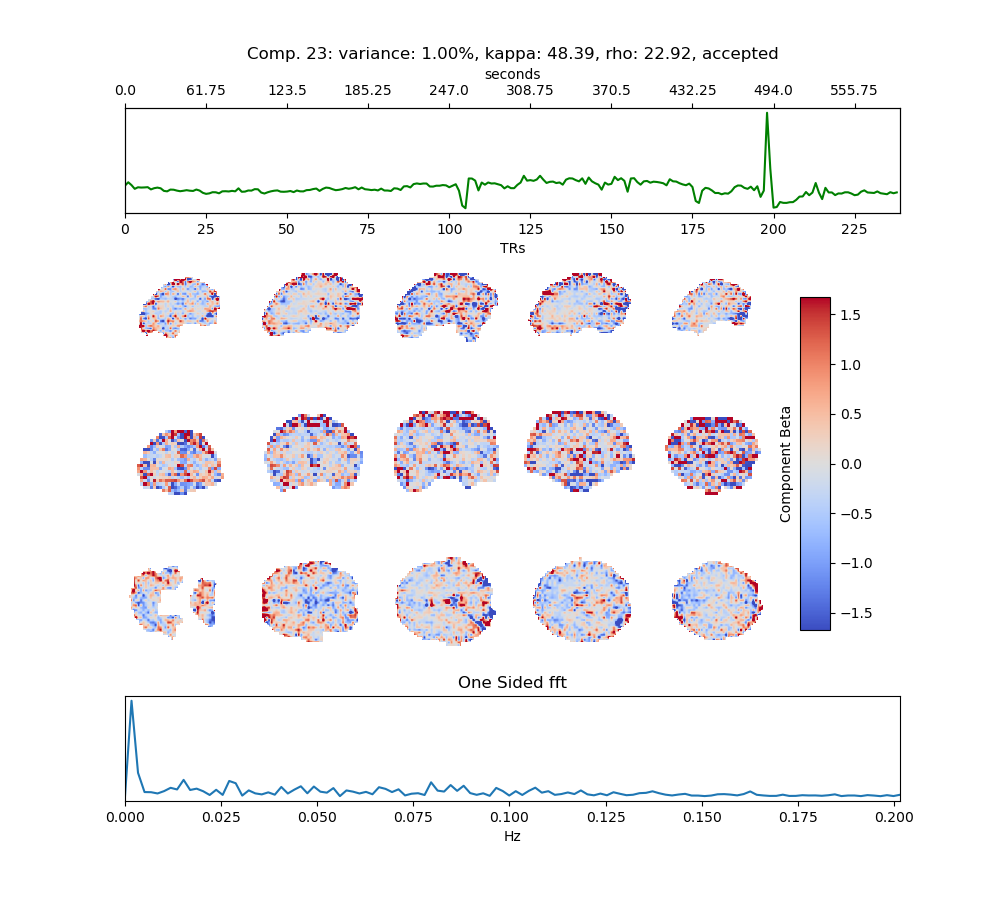 Comp. 23: variance: 1.00%, kappa: 48.39, rho: 22.92, accepted
seconds
0.0 61.75 123.5 185.25 247.0 308.75 370.5 432.25 494.0 555.75
0 25 50 75 100 125 150 175 200 225
TRs
1.5
1.0
0.5
0.0
−0.5
−1.0
−1.5
Component Beta
One Sided fft
0.000 0.025 0.050 0.075 0.100 0.125 0.150 0.175 0.200
Hz